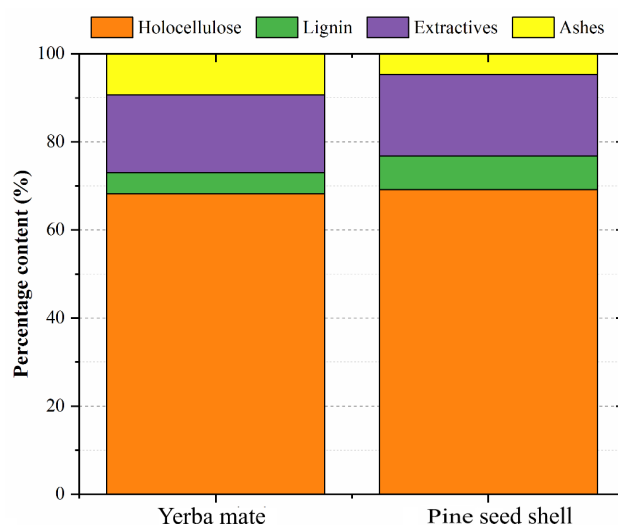 Holocellulose Lignin Extractives Ashes
100
80
60
40
20
0
Percentage content (%)
Yerba mate Pine seed shell